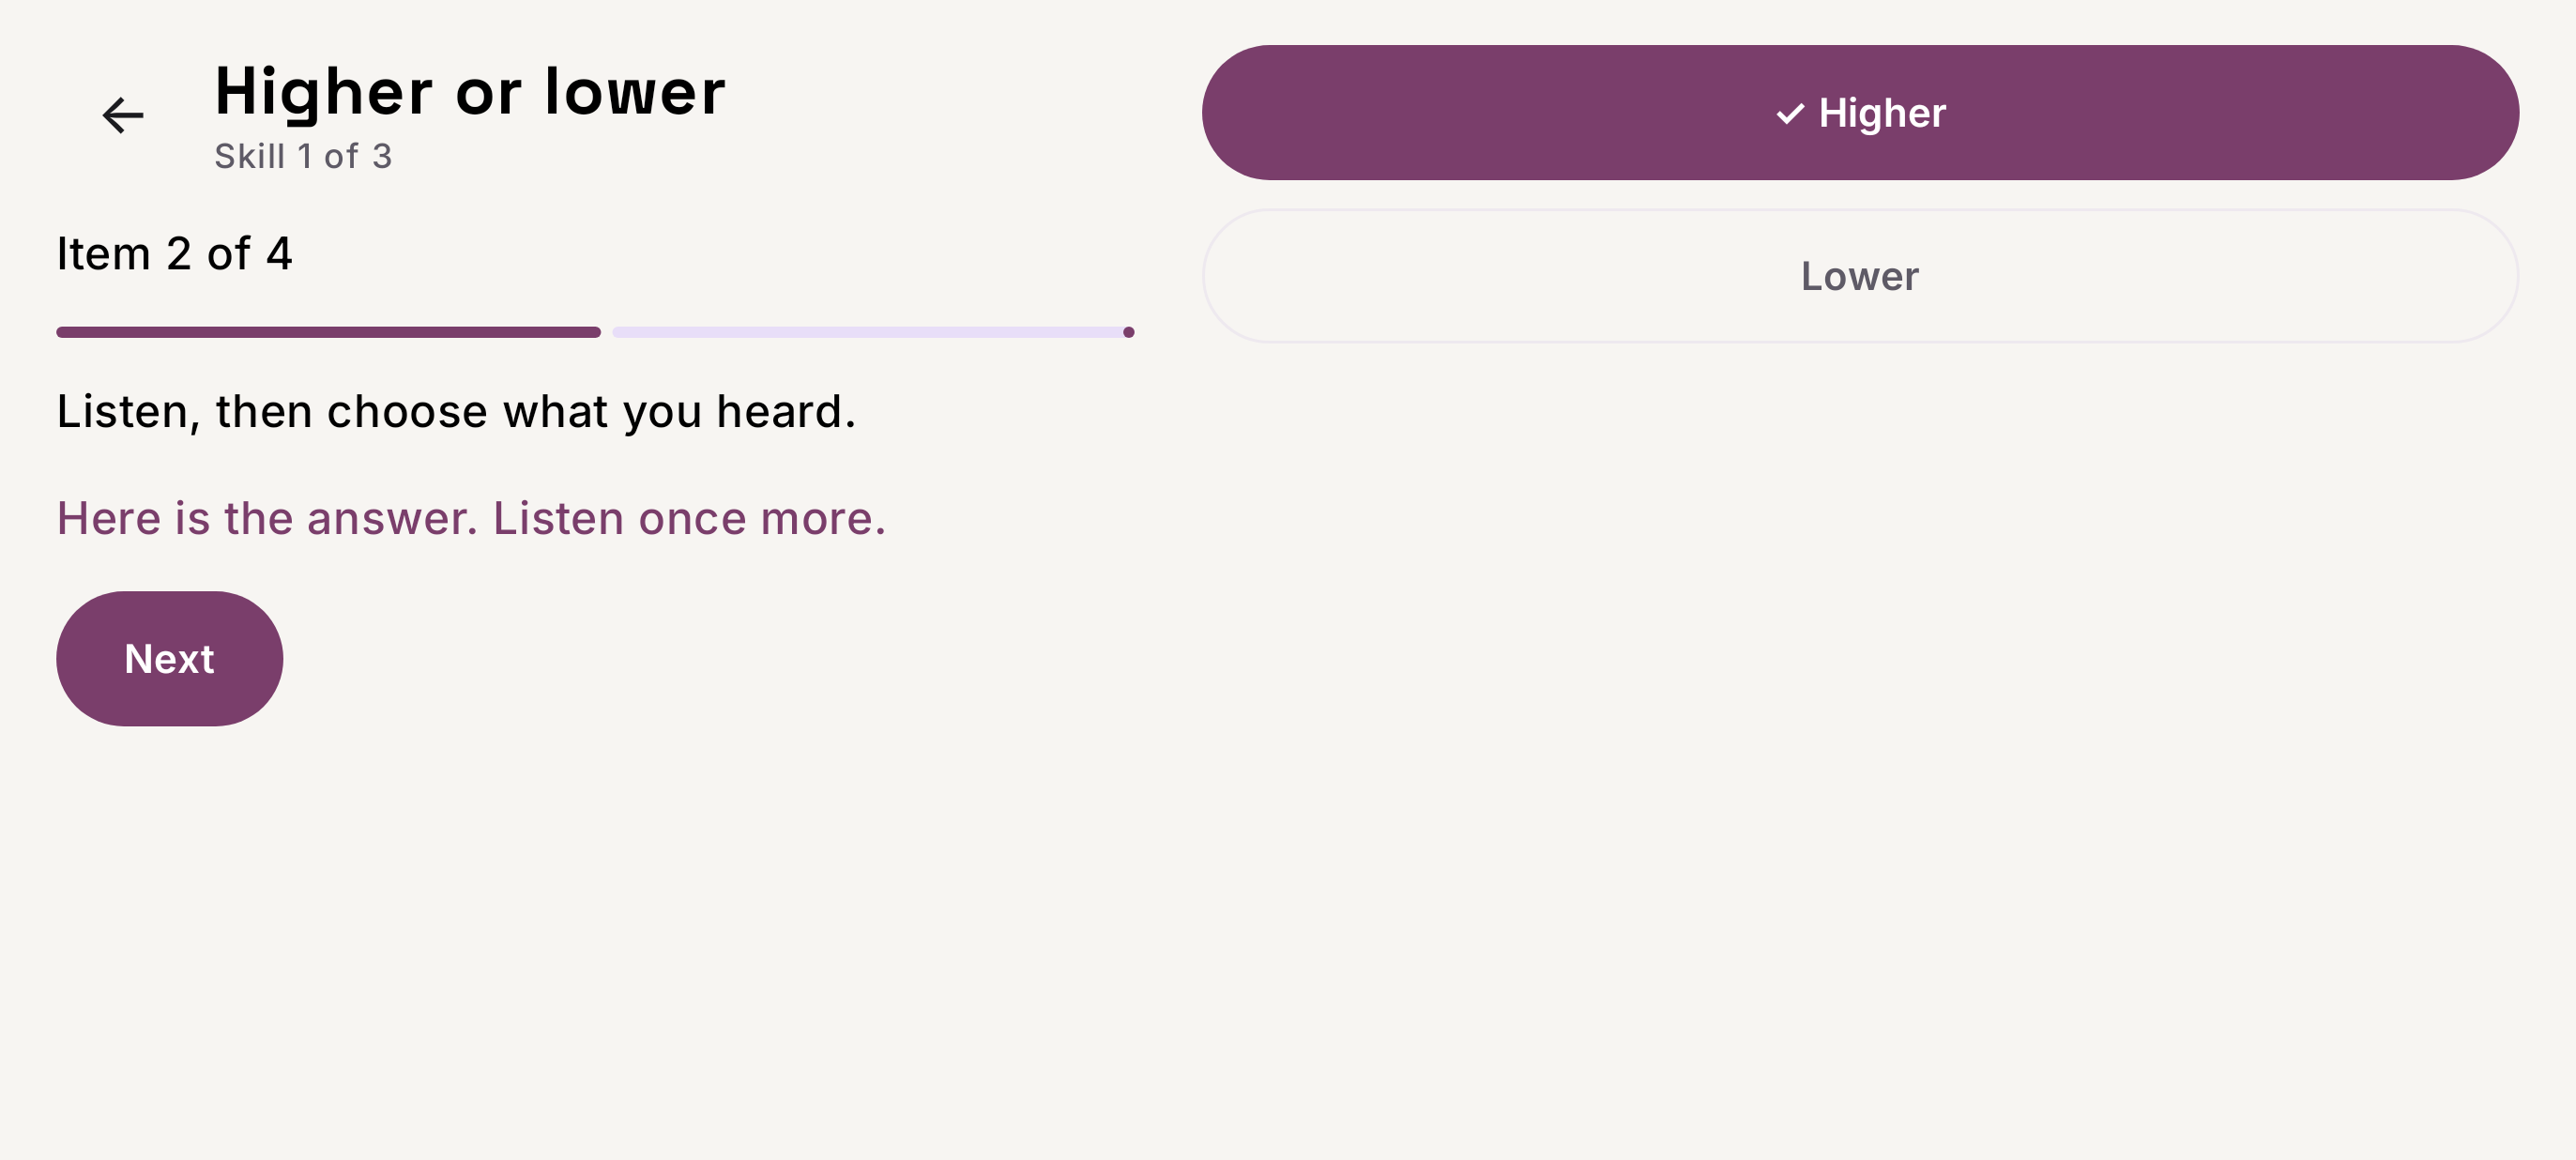 Higher or lower
Skill 1 of 3
Item 2 of 4
Listen, then choose what you heard.
Here is the answer. Listen once more.
Next
Higher
Lower